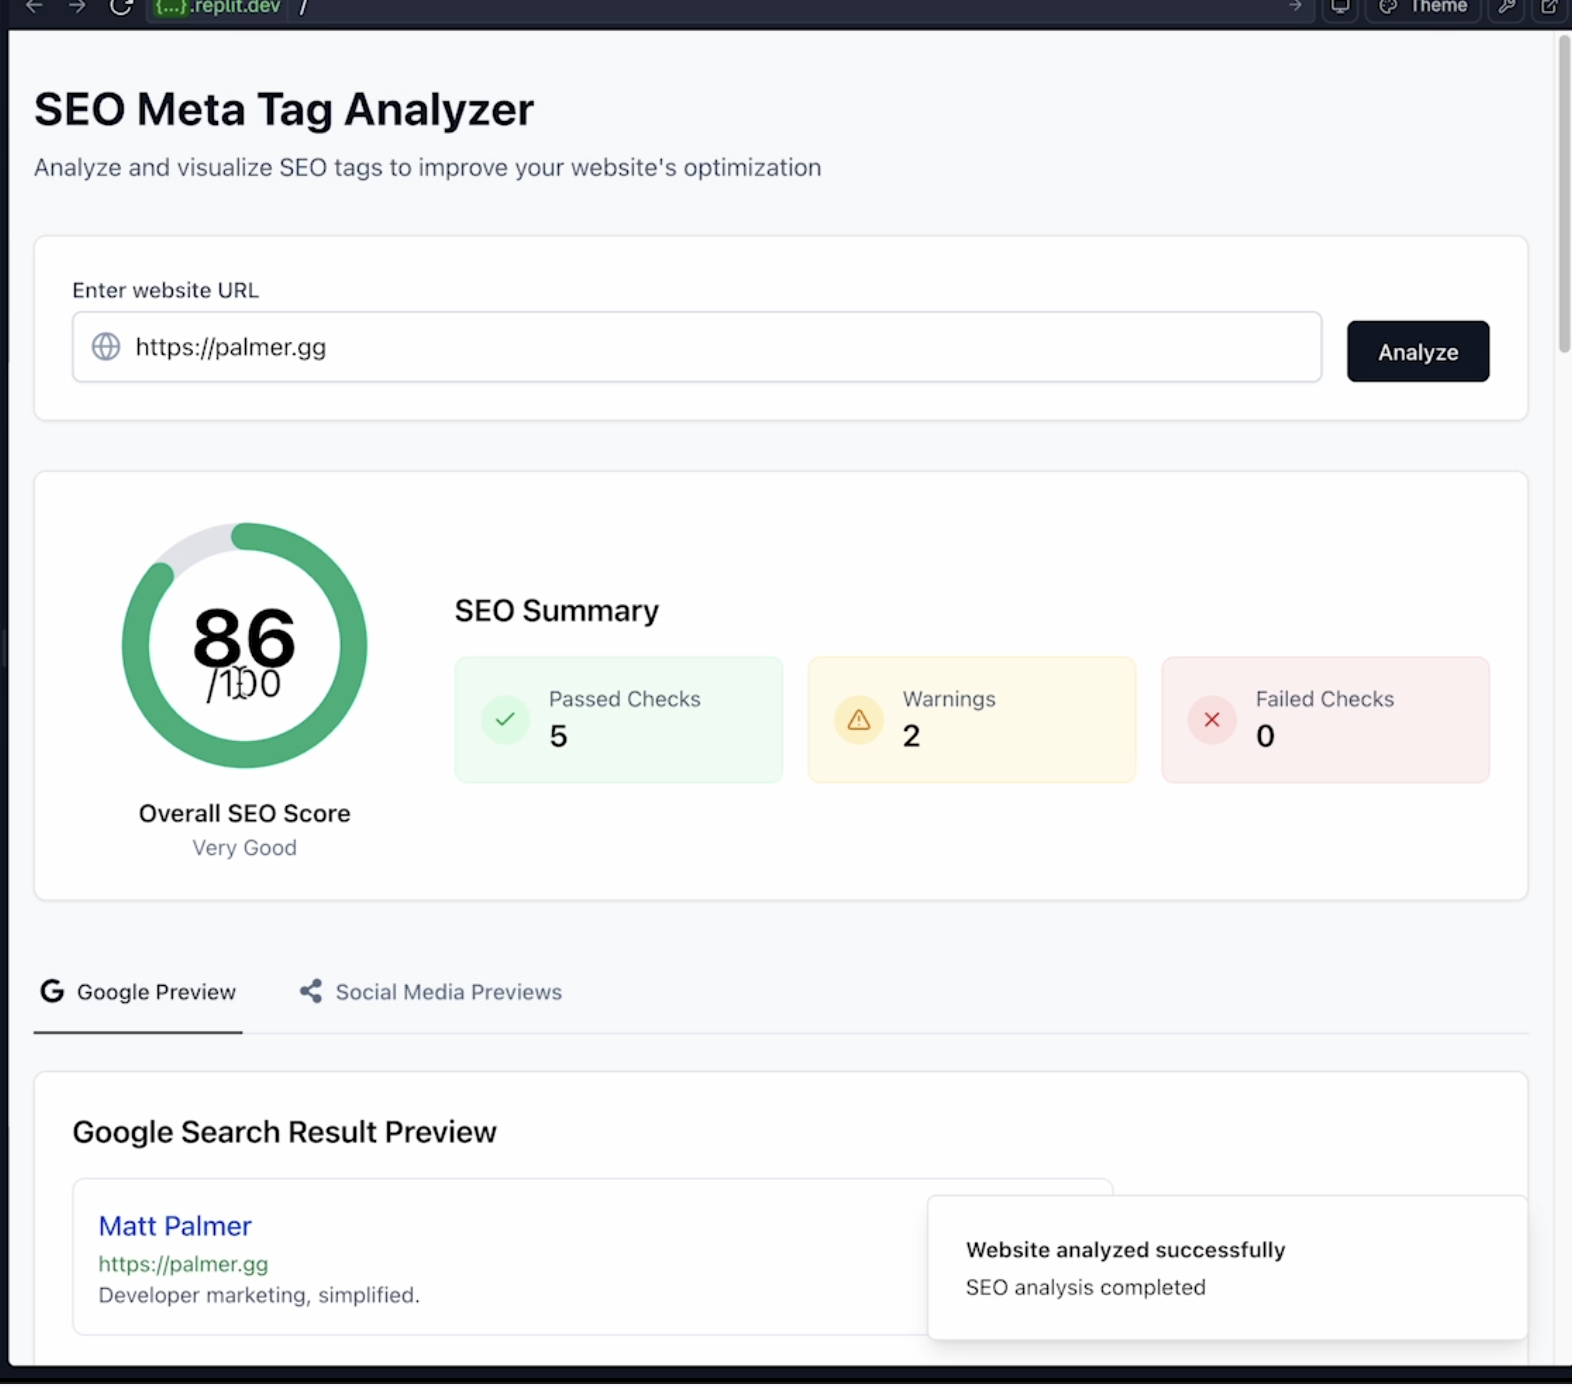 {...}.replit.dev /
Theme
SEO Meta Tag Analyzer
Analyze and visualize SEO tags to improve your website's optimization
Enter website URL
https://palmer.gg
Analyze
86
/100
Overall SEO Score
Very Good
SEO Summary
Passed Checks
5
Warnings
2
Failed Checks
0
Google Preview
Social Media Previews
Google Search Result Preview
Matt Palmer
https://palmer.gg
Developer marketing, simplified.
Website analyzed successfully
SEO analysis completed